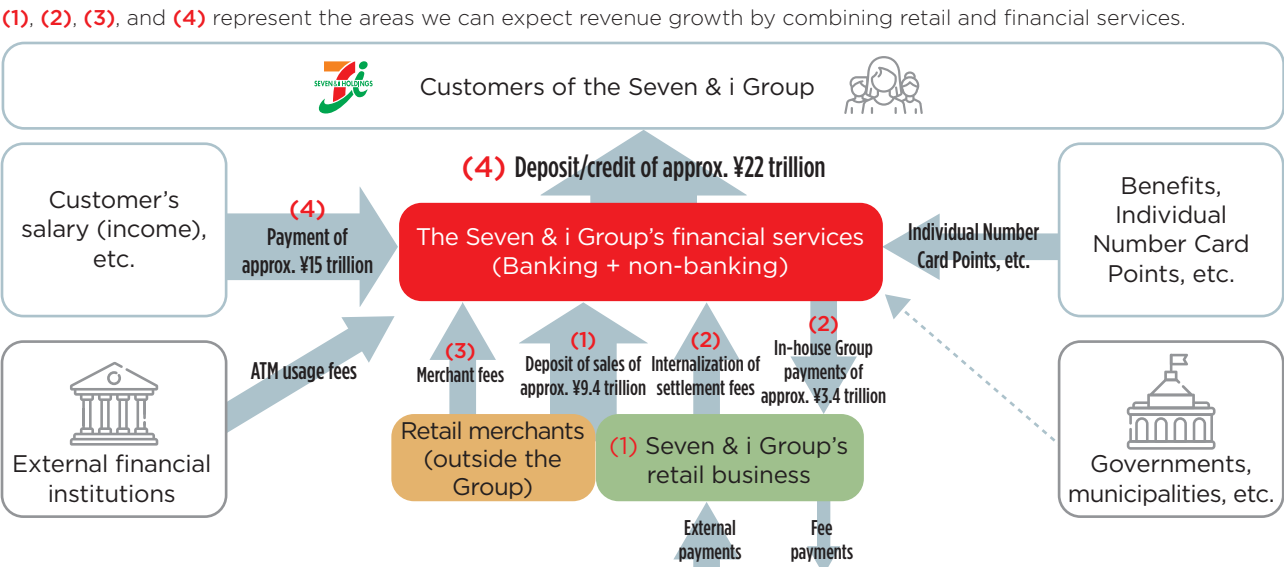 (1), (2), (3), and (4) represent the areas we can expect revenue growth by combining retail and financial services.
SEVEN & i HOLDINGS
Customers of the Seven & i Group
(4) Deposit/credit of approx. ¥22 trillion
Customer's
salary (income),
etc.
(4)
Payment of
approx. ¥15 trillion
The Seven & i Group's financial services
(Banking + non-banking)
Individual Number
Card Points, etc.
Benefits,
Individual
Number Card
Points, etc.
External financial
institutions
ATM usage fees
(3)
Merchant fees
(1)
Deposit of sales of
approx. ¥9.4 trillion
(2)
Internalization of
settlement fees
(2)
In-house Group
payments of
approx. ¥3.4 trillion
Retail merchants
(outside the
Group)
(1) Seven & i Group's
retail business
Governments,
municipalities, etc.
External
payments
Fee
payments